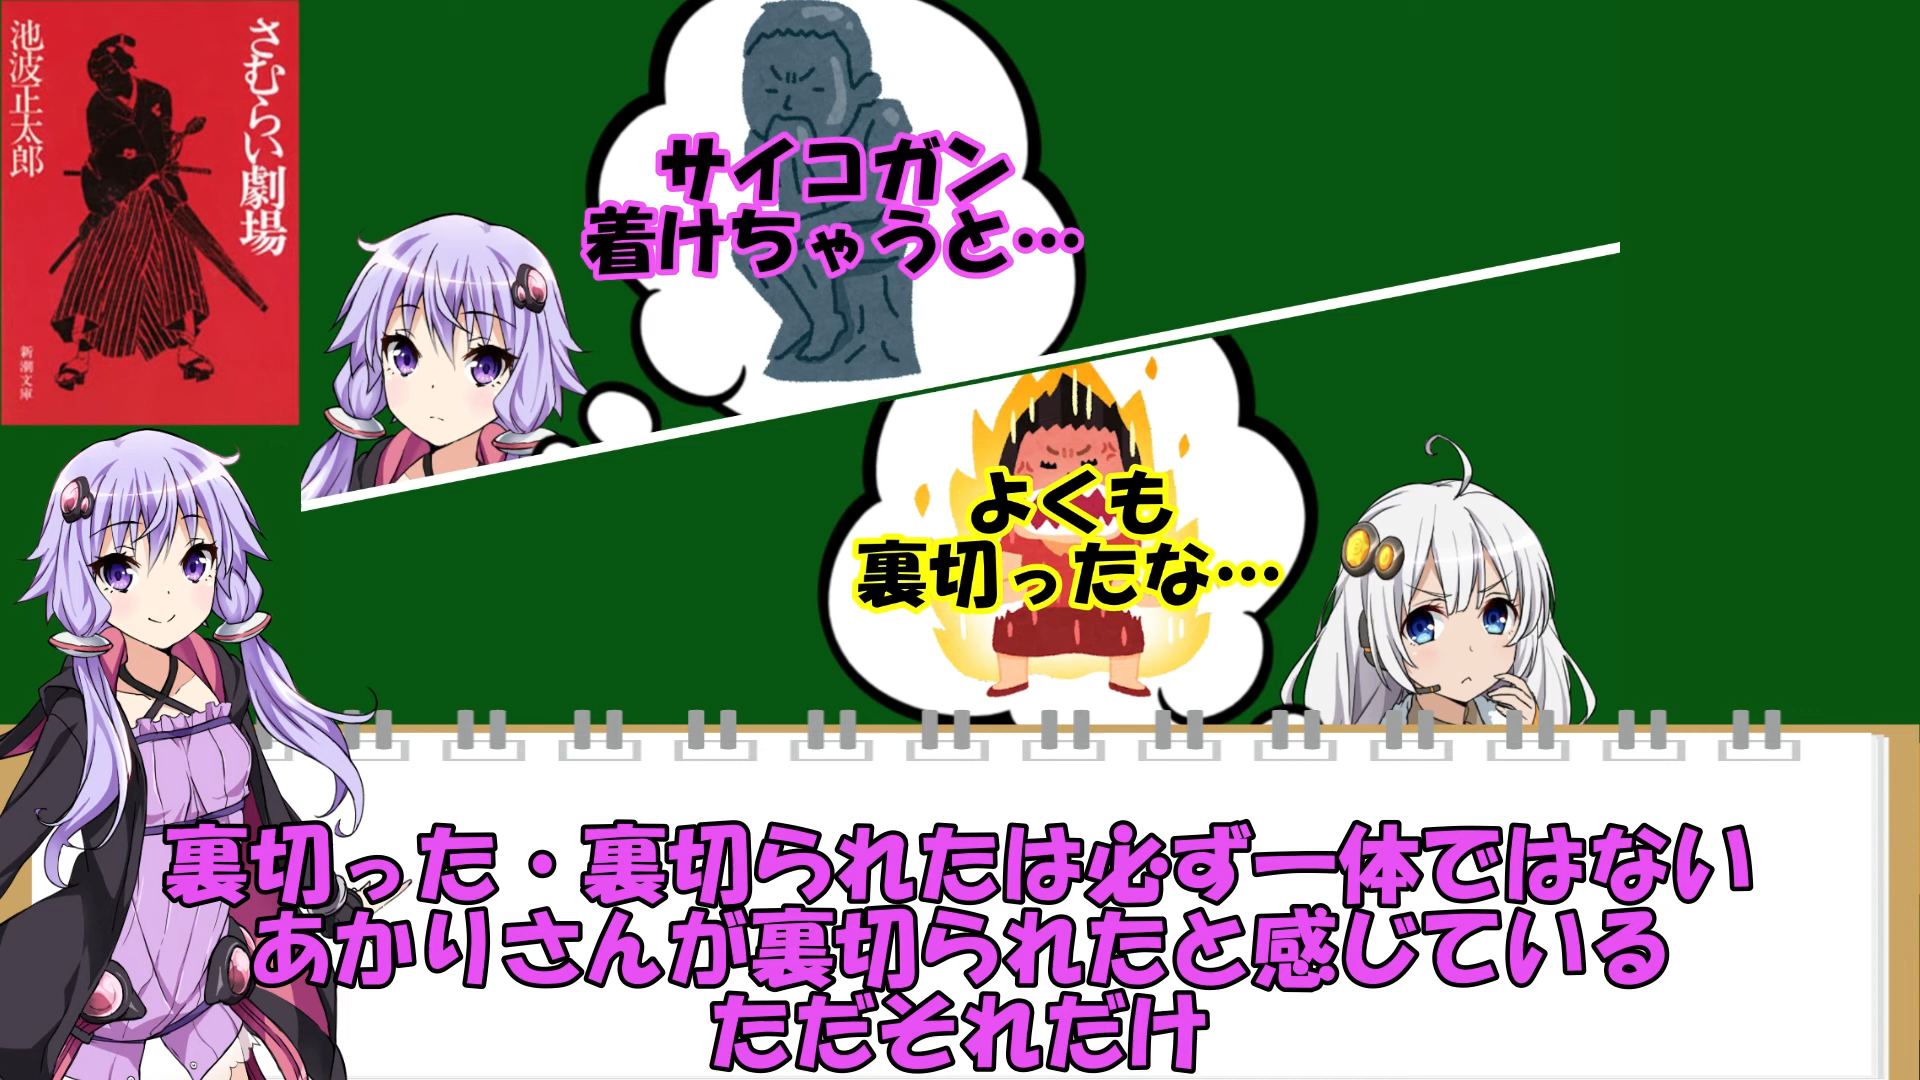 さむらい劇場
池波正太郎
新潮文庫
サイコガン
着けちゃうと…
よくも
裏切ったな…
裏切った・裏切られたは必ず一体ではない
あかりさんが裏切られたと感じている
ただそれだけ